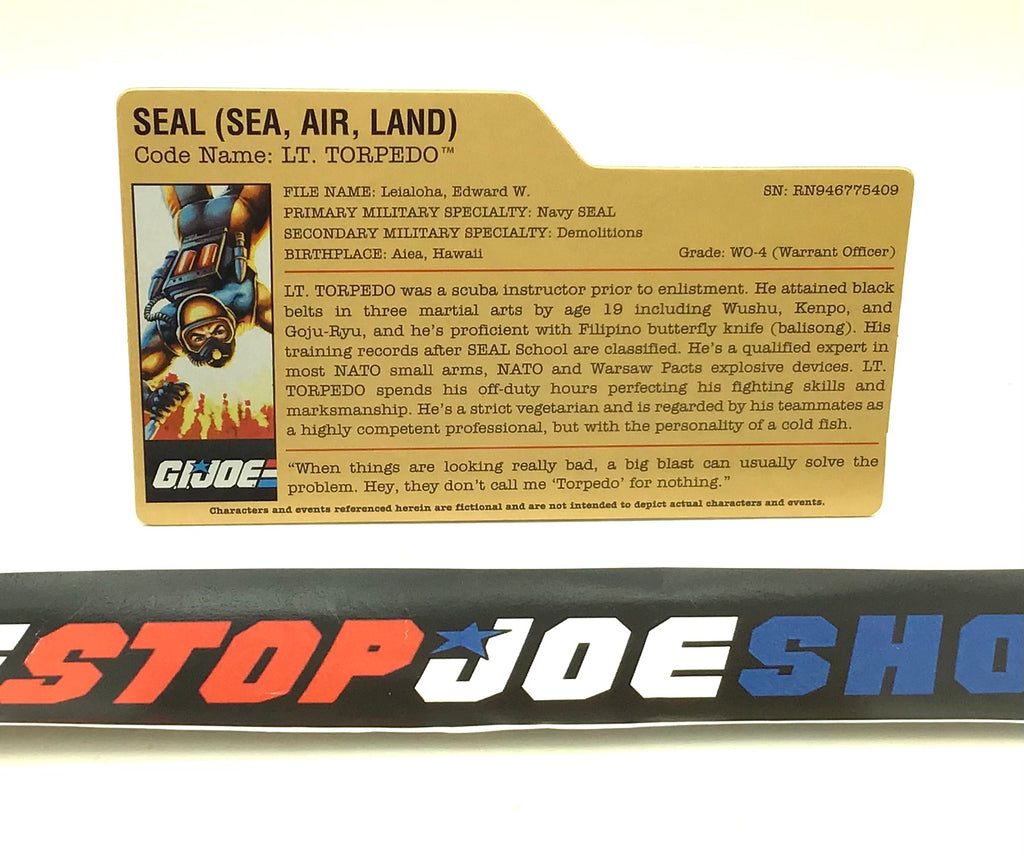 SEAL (SEA, AIR, LAND)
Code Name: LT. TORPEDO™
FILE NAME: Leialoha, Edward W.
SN: RN946775409
PRIMARY MILITARY SPECIALTY: Navy SEAL
SECONDARY MILITARY SPECIALTY: Demolitions
BIRTHPLACE: Aiea, Hawaii
Grade: WO-4 (Warrant Officer)
LT. TORPEDO was a scuba instructor prior to enlistment. He attained black
belts in three martial arts by age 19 including Wushu, Kenpo, and
Goju-Ryu, and he's proficient with Filipino butterfly knife (balisong). His
training records after SEAL School are classified. He's a qualified expert in
most NATO small arms, NATO and Warsaw Pacts explosive devices. LT.
TORPEDO spends his off-duty hours perfecting his fighting skills and
marksmanship. He's a strict vegetarian and is regarded by his teammates as
a highly competent professional, but with the personality of a cold fish.
"When things are looking really bad, a big blast can usually solve the
problem. Hey, they don't call me 'Torpedo' for nothing."
GI JOE
Characters and events referenced herein are fictional and are not intended to depict actual characters and events.
E STOP JOE SHO